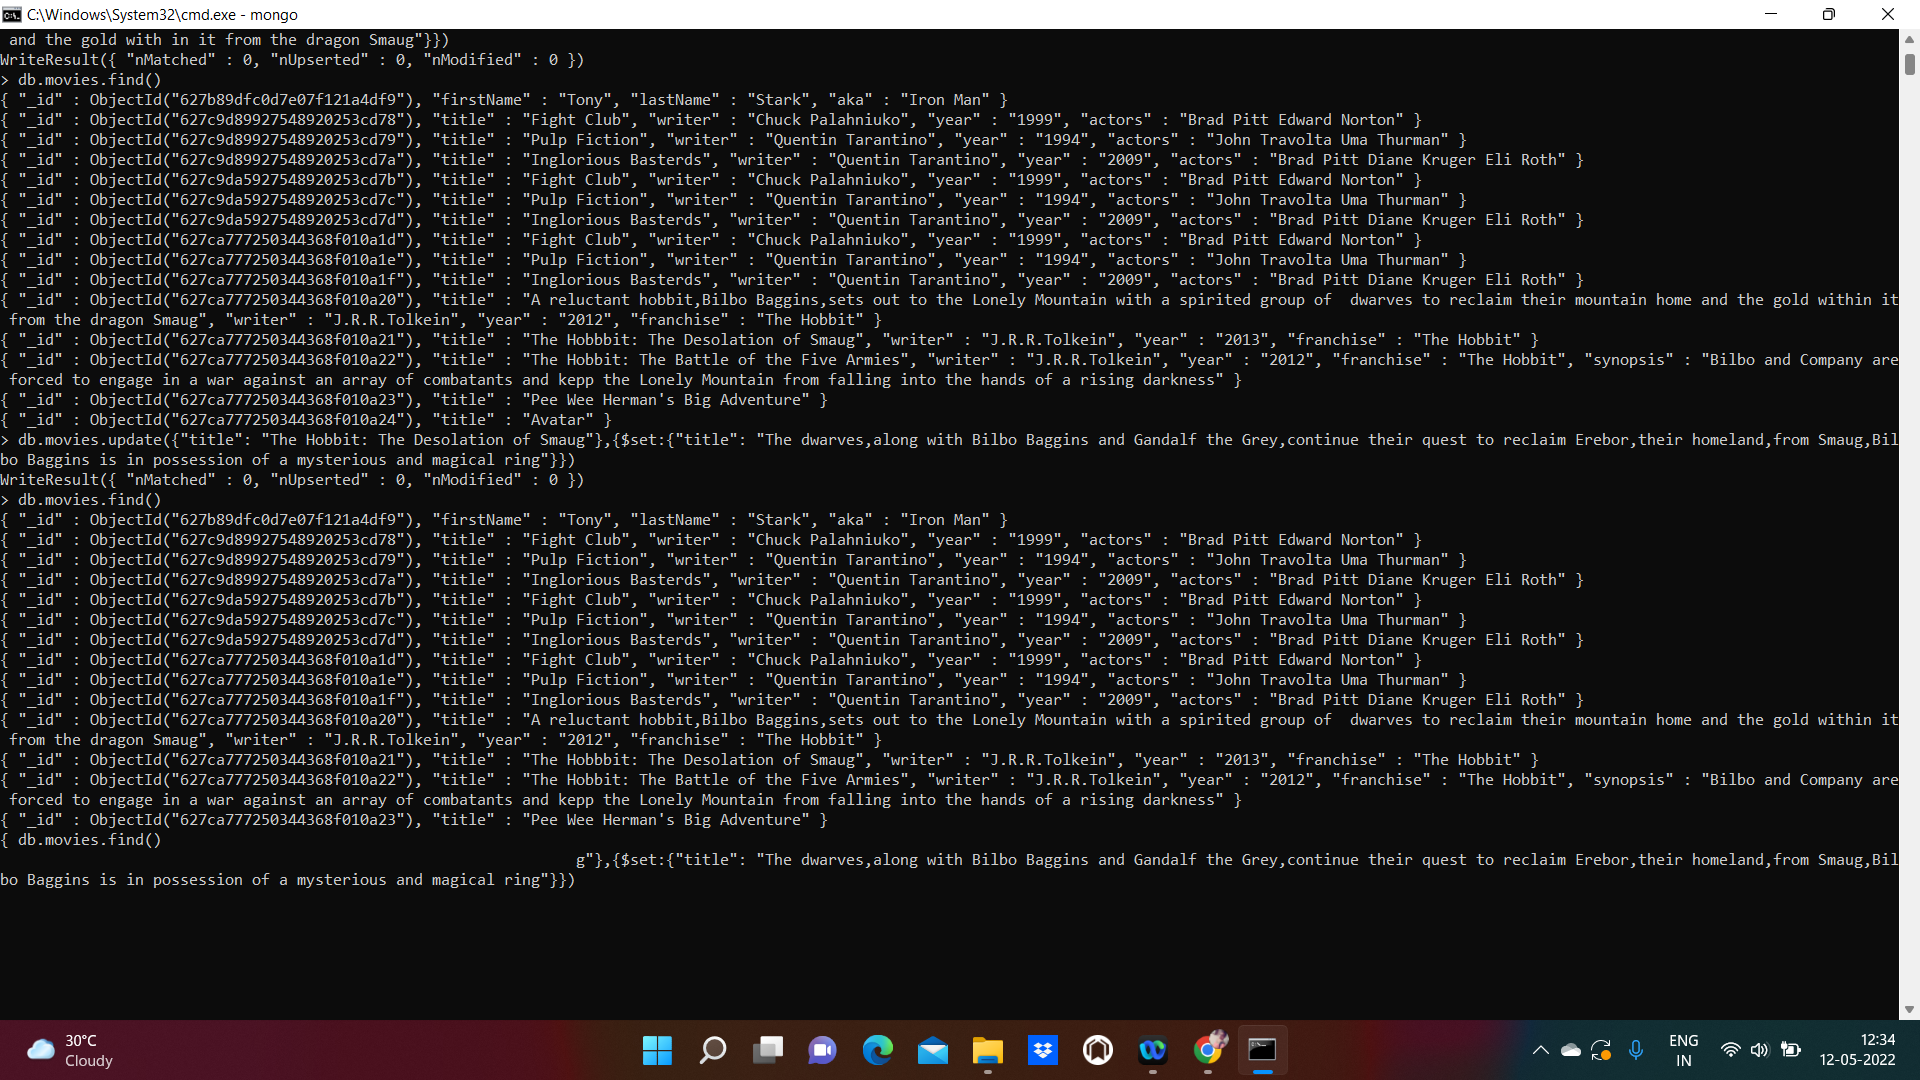 C:\Windows\System32\cmd.exe - mongo
 and the gold with in it from the dragon Smaug"}})
WriteResult({ "nMatched" : 0, "nUpserted" : 0, "nModified" : 0 })
> db.movies.find()
{ "_id" : ObjectId("627b89dfc0d7e07f121a4df9"), "firstName" : "Tony", "lastName" : "Stark", "aka" : "Iron Man" }
{ "_id" : ObjectId("627c9d89927548920253cd78"), "title" : "Fight Club", "writer" : "Chuck Palahniuko", "year" : "1999", "actors" : "Brad Pitt Edward Norton" }
{ "_id" : ObjectId("627c9d89927548920253cd79"), "title" : "Pulp Fiction", "writer" : "Quentin Tarantino", "year" : "1994", "actors" : "John Travolta Uma Thurman" }
{ "_id" : ObjectId("627c9d89927548920253cd7a"), "title" : "Inglorious Basterds", "writer" : "Quentin Tarantino", "year" : "2009", "actors" : "Brad Pitt Diane Kruger Eli Roth" }
{ "_id" : ObjectId("627c9da5927548920253cd7b"), "title" : "Fight Club", "writer" : "Chuck Palahniuko", "year" : "1999", "actors" : "Brad Pitt Edward Norton" }
{ "_id" : ObjectId("627c9da5927548920253cd7c"), "title" : "Pulp Fiction", "writer" : "Quentin Tarantino", "year" : "1994", "actors" : "John Travolta Uma Thurman" }
{ "_id" : ObjectId("627c9da5927548920253cd7d"), "title" : "Inglorious Basterds", "writer" : "Quentin Tarantino", "year" : "2009", "actors" : "Brad Pitt Diane Kruger Eli Roth" }
{ "_id" : ObjectId("627ca777250344368f010a1d"), "title" : "Fight Club", "writer" : "Chuck Palahniuko", "year" : "1999", "actors" : "Brad Pitt Edward Norton" }
{ "_id" : ObjectId("627ca777250344368f010a1e"), "title" : "Pulp Fiction", "writer" : "Quentin Tarantino", "year" : "1994", "actors" : "John Travolta Uma Thurman" }
{ "_id" : ObjectId("627ca777250344368f010a1f"), "title" : "Inglorious Basterds", "writer" : "Quentin Tarantino", "year" : "2009", "actors" : "Brad Pitt Diane Kruger Eli Roth" }
{ "_id" : ObjectId("627ca777250344368f010a20"), "title" : "A reluctant hobbit,Bilbo Baggins,sets out to the Lonely Mountain with a spirited group of  dwarves to reclaim their mountain home and the gold within it
 from the dragon Smaug", "writer" : "J.R.R.Tolkein", "year" : "2012", "franchise" : "The Hobbit" }
{ "_id" : ObjectId("627ca777250344368f010a21"), "title" : "The Hobbbit: The Desolation of Smaug", "writer" : "J.R.R.Tolkein", "year" : "2013", "franchise" : "The Hobbit" }
{ "_id" : ObjectId("627ca777250344368f010a22"), "title" : "The Hobbit: The Battle of the Five Armies", "writer" : "J.R.R.Tolkein", "year" : "2012", "franchise" : "The Hobbit", "synopsis" : "Bilbo and Company are
 forced to engage in a war against an array of combatants and kepp the Lonely Mountain from falling into the hands of a rising darkness" }
{ "_id" : ObjectId("627ca777250344368f010a23"), "title" : "Pee Wee Herman's Big Adventure" }
{ "_id" : ObjectId("627ca777250344368f010a24"), "title" : "Avatar" }
> db.movies.update({"title": "The Hobbit: The Desolation of Smaug"},{$set:{"title": "The dwarves,along with Bilbo Baggins and Gandalf the Grey,continue their quest to reclaim Erebor,their homeland,from Smaug,Bil
bo Baggins is in possession of a mysterious and magical ring"}})
WriteResult({ "nMatched" : 0, "nUpserted" : 0, "nModified" : 0 })
> db.movies.find()
{ "_id" : ObjectId("627b89dfc0d7e07f121a4df9"), "firstName" : "Tony", "lastName" : "Stark", "aka" : "Iron Man" }
{ "_id" : ObjectId("627c9d89927548920253cd78"), "title" : "Fight Club", "writer" : "Chuck Palahniuko", "year" : "1999", "actors" : "Brad Pitt Edward Norton" }
{ "_id" : ObjectId("627c9d89927548920253cd79"), "title" : "Pulp Fiction", "writer" : "Quentin Tarantino", "year" : "1994", "actors" : "John Travolta Uma Thurman" }
{ "_id" : ObjectId("627c9d89927548920253cd7a"), "title" : "Inglorious Basterds", "writer" : "Quentin Tarantino", "year" : "2009", "actors" : "Brad Pitt Diane Kruger Eli Roth" }
{ "_id" : ObjectId("627c9da5927548920253cd7b"), "title" : "Fight Club", "writer" : "Chuck Palahniuko", "year" : "1999", "actors" : "Brad Pitt Edward Norton" }
{ "_id" : ObjectId("627c9da5927548920253cd7c"), "title" : "Pulp Fiction", "writer" : "Quentin Tarantino", "year" : "1994", "actors" : "John Travolta Uma Thurman" }
{ "_id" : ObjectId("627c9da5927548920253cd7d"), "title" : "Inglorious Basterds", "writer" : "Quentin Tarantino", "year" : "2009", "actors" : "Brad Pitt Diane Kruger Eli Roth" }
{ "_id" : ObjectId("627ca777250344368f010a1d"), "title" : "Fight Club", "writer" : "Chuck Palahniuko", "year" : "1999", "actors" : "Brad Pitt Edward Norton" }
{ "_id" : ObjectId("627ca777250344368f010a1e"), "title" : "Pulp Fiction", "writer" : "Quentin Tarantino", "year" : "1994", "actors" : "John Travolta Uma Thurman" }
{ "_id" : ObjectId("627ca777250344368f010a1f"), "title" : "Inglorious Basterds", "writer" : "Quentin Tarantino", "year" : "2009", "actors" : "Brad Pitt Diane Kruger Eli Roth" }
{ "_id" : ObjectId("627ca777250344368f010a20"), "title" : "A reluctant hobbit,Bilbo Baggins,sets out to the Lonely Mountain with a spirited group of  dwarves to reclaim their mountain home and the gold within it
 from the dragon Smaug", "writer" : "J.R.R.Tolkein", "year" : "2012", "franchise" : "The Hobbit" }
{ "_id" : ObjectId("627ca777250344368f010a21"), "title" : "The Hobbbit: The Desolation of Smaug", "writer" : "J.R.R.Tolkein", "year" : "2013", "franchise" : "The Hobbit" }
{ "_id" : ObjectId("627ca777250344368f010a22"), "title" : "The Hobbit: The Battle of the Five Armies", "writer" : "J.R.R.Tolkein", "year" : "2012", "franchise" : "The Hobbit", "synopsis" : "Bilbo and Company are
 forced to engage in a war against an array of combatants and kepp the Lonely Mountain from falling into the hands of a rising darkness" }
{ "_id" : ObjectId("627ca777250344368f010a23"), "title" : "Pee Wee Herman's Big Adventure" }
{ db.movies.find()
g"},{$set:{"title": "The dwarves,along with Bilbo Baggins and Gandalf the Grey,continue their quest to reclaim Erebor,their homeland,from Smaug,Bil
bo Baggins is in possession of a mysterious and magical ring"}})
30°C
Cloudy
ENG
IN
12:34
12-05-2022